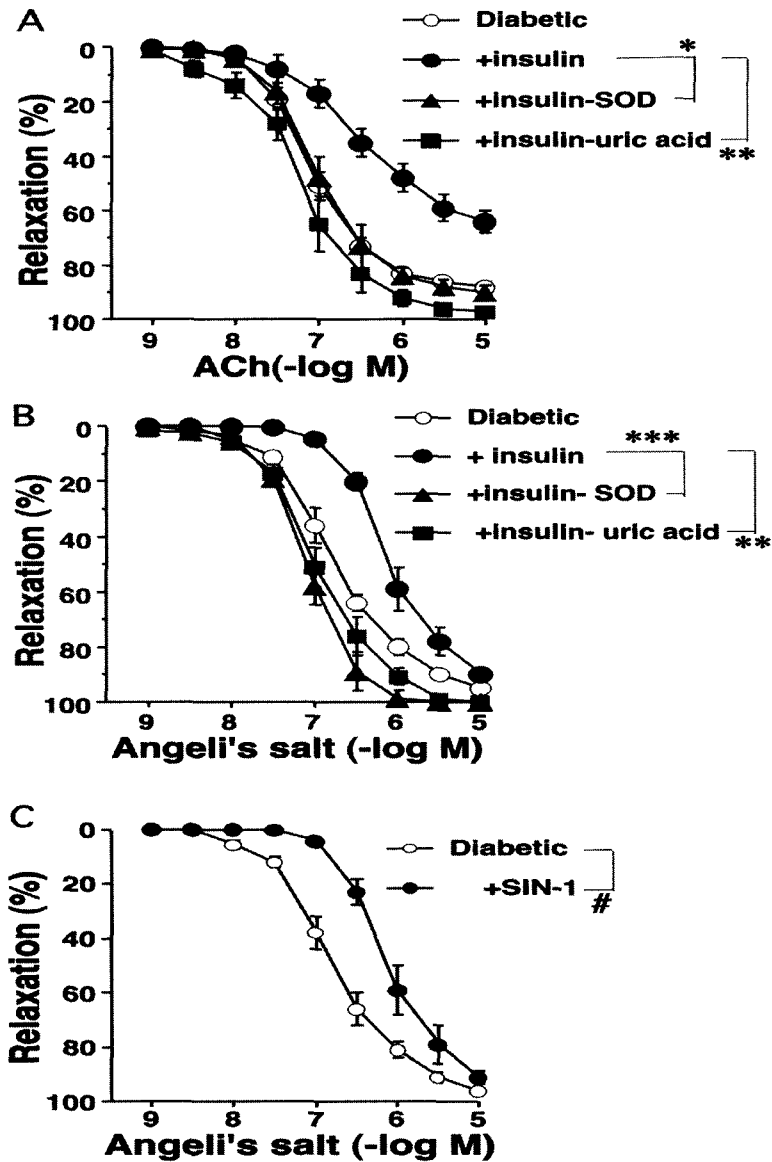 A
Diabetic
+insulin
*
+insulin-SOD
+insulin-uric acid
**
Relaxation (%)
0
20
40
60
80
100
9 8 7 6 5
ACh(-log M)
B
Diabetic
+ insulin
***
+insulin- SOD
+insulin- uric acid
**
Relaxation (%)
0
20
40
60
80
100
9 8 7 6 5
Angeli's salt (-log M)
C
Diabetic
+SIN-1
#
Relaxation (%)
0
20
40
60
80
100
9 8 7 6 5
Angeli's salt (-log M)